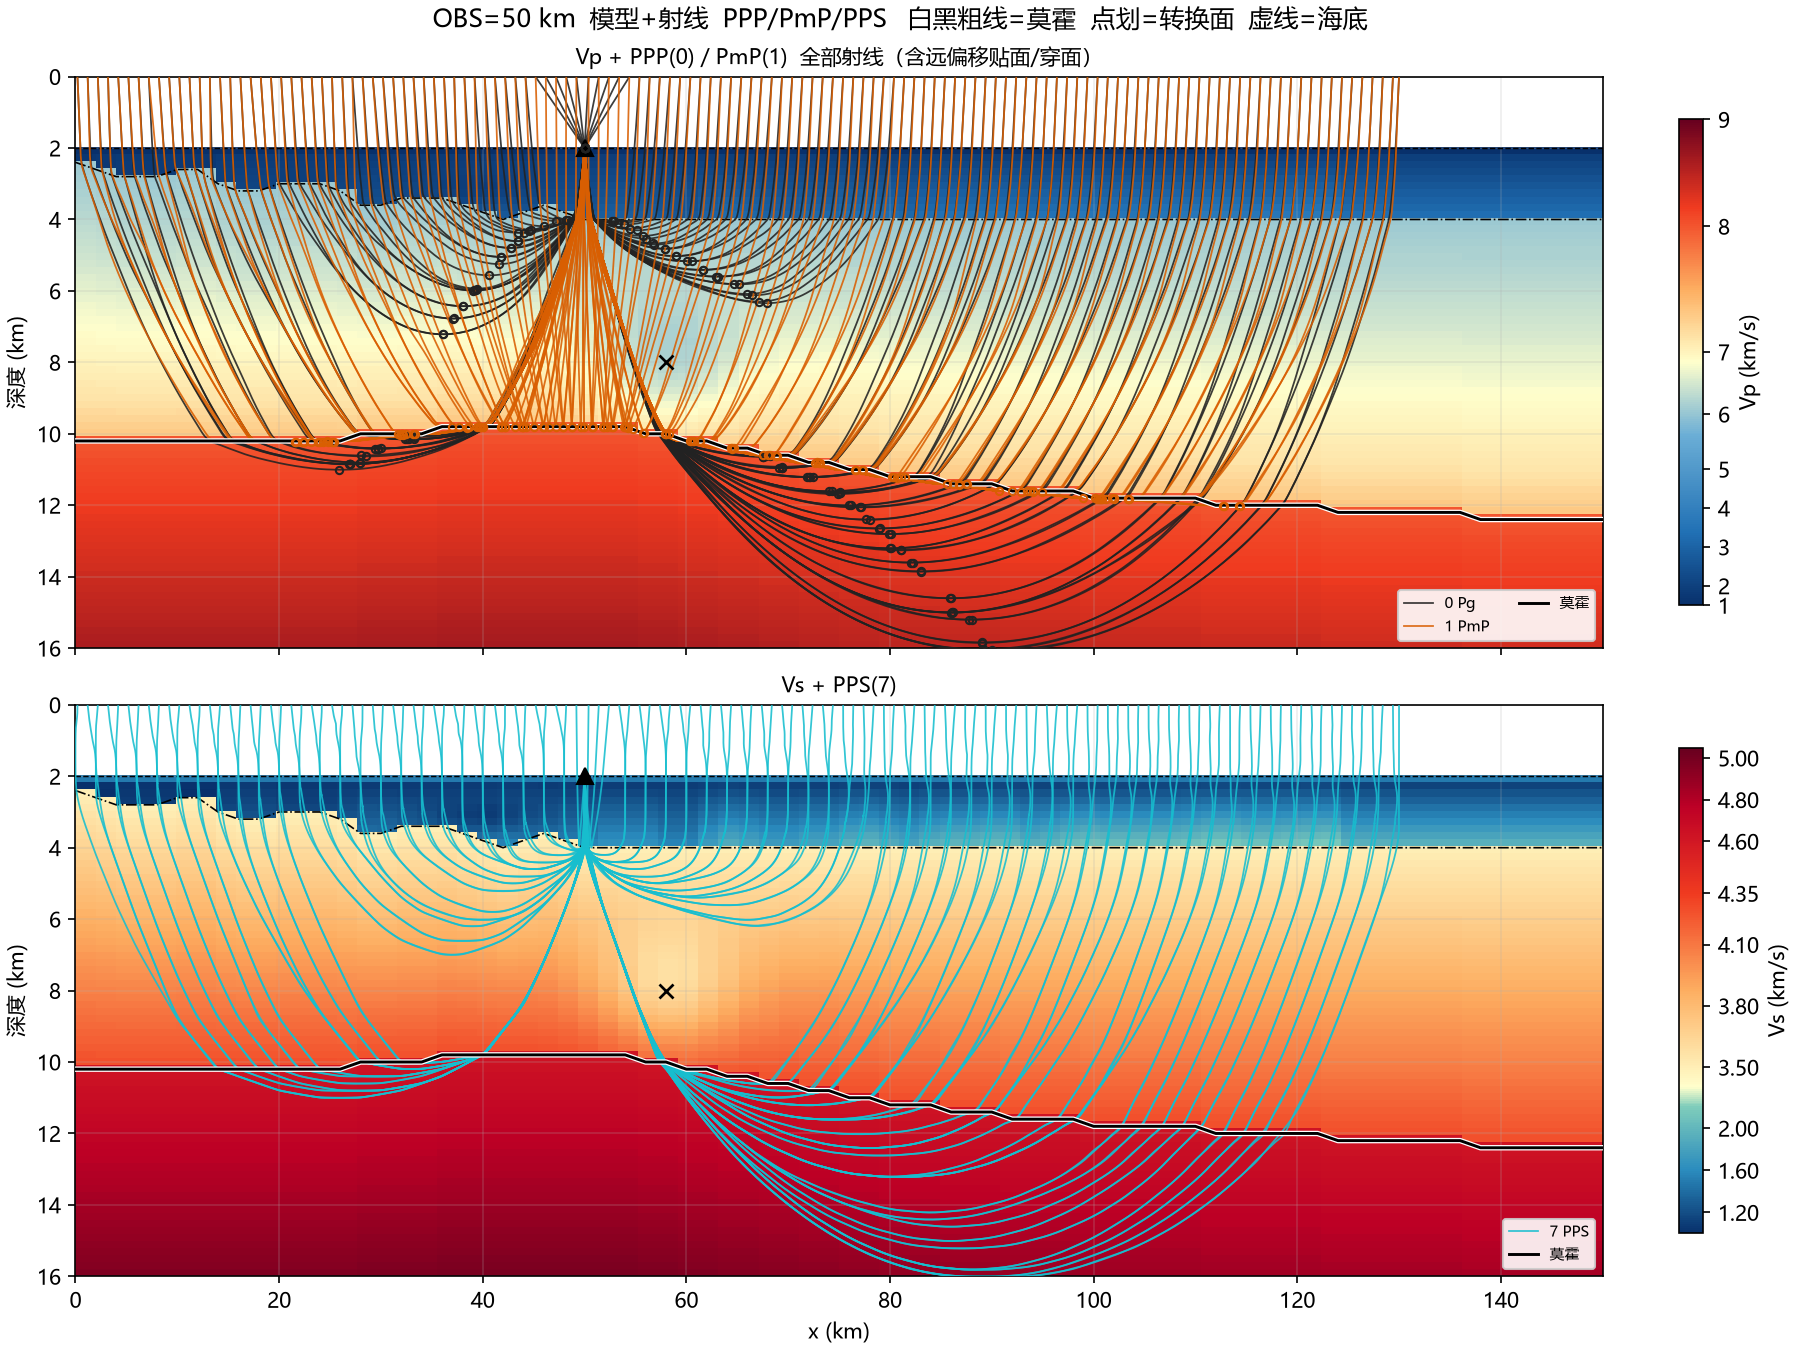 OBS=50 km 模型+射线 PPP/PmP/PPS 白黑粗线=莫霍 点划=转换面 虚线=海底
Vp + PPP(0) / PmP(1) 全部射线（含远偏移贴面/穿面）
0
2
4
6
8
10
12
14
16
深度 (km)
0 Pg
1 PmP
莫霍
9
8
7
6
5
4
3
2
1
Vp (km/s)
Vs + PPS(7)
0
2
4
6
8
10
12
14
16
深度 (km)
7 PPS
莫霍
0 20 40 60 80 100 120 140
x (km)
5.00
4.80
4.60
4.35
4.10
3.80
3.50
2.00
1.60
1.20
Vs (km/s)